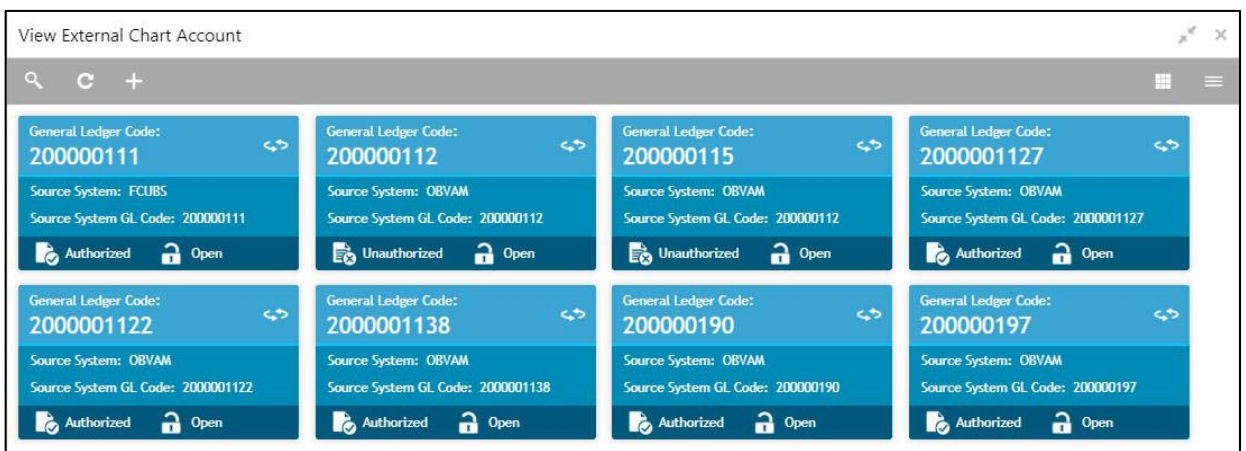 View External Chart Account
General Ledger Code:
200000111
Source System: FCUBS
Source System GL Code: 200000111
Authorized Open
General Ledger Code:
200000112
Source System: OBVAM
Source System GL Code: 200000112
Unauthorized Open
General Ledger Code:
200000115
Source System: OBVAM
Source System GL Code: 200000112
Unauthorized Open
General Ledger Code:
2000001127
Source System: OBVAM
Source System GL Code: 2000001127
Authorized Open
General Ledger Code:
2000001122
Source System: OBVAM
Source System GL Code: 2000001122
Authorized Open
General Ledger Code:
2000001138
Source System: OBVAM
Source System GL Code: 2000001138
Authorized Open
General Ledger Code:
200000190
Source System: OBVAM
Source System GL Code: 200000190
Authorized Open
General Ledger Code:
200000197
Source System: OBVAM
Source System GL Code: 200000197
Authorized Open